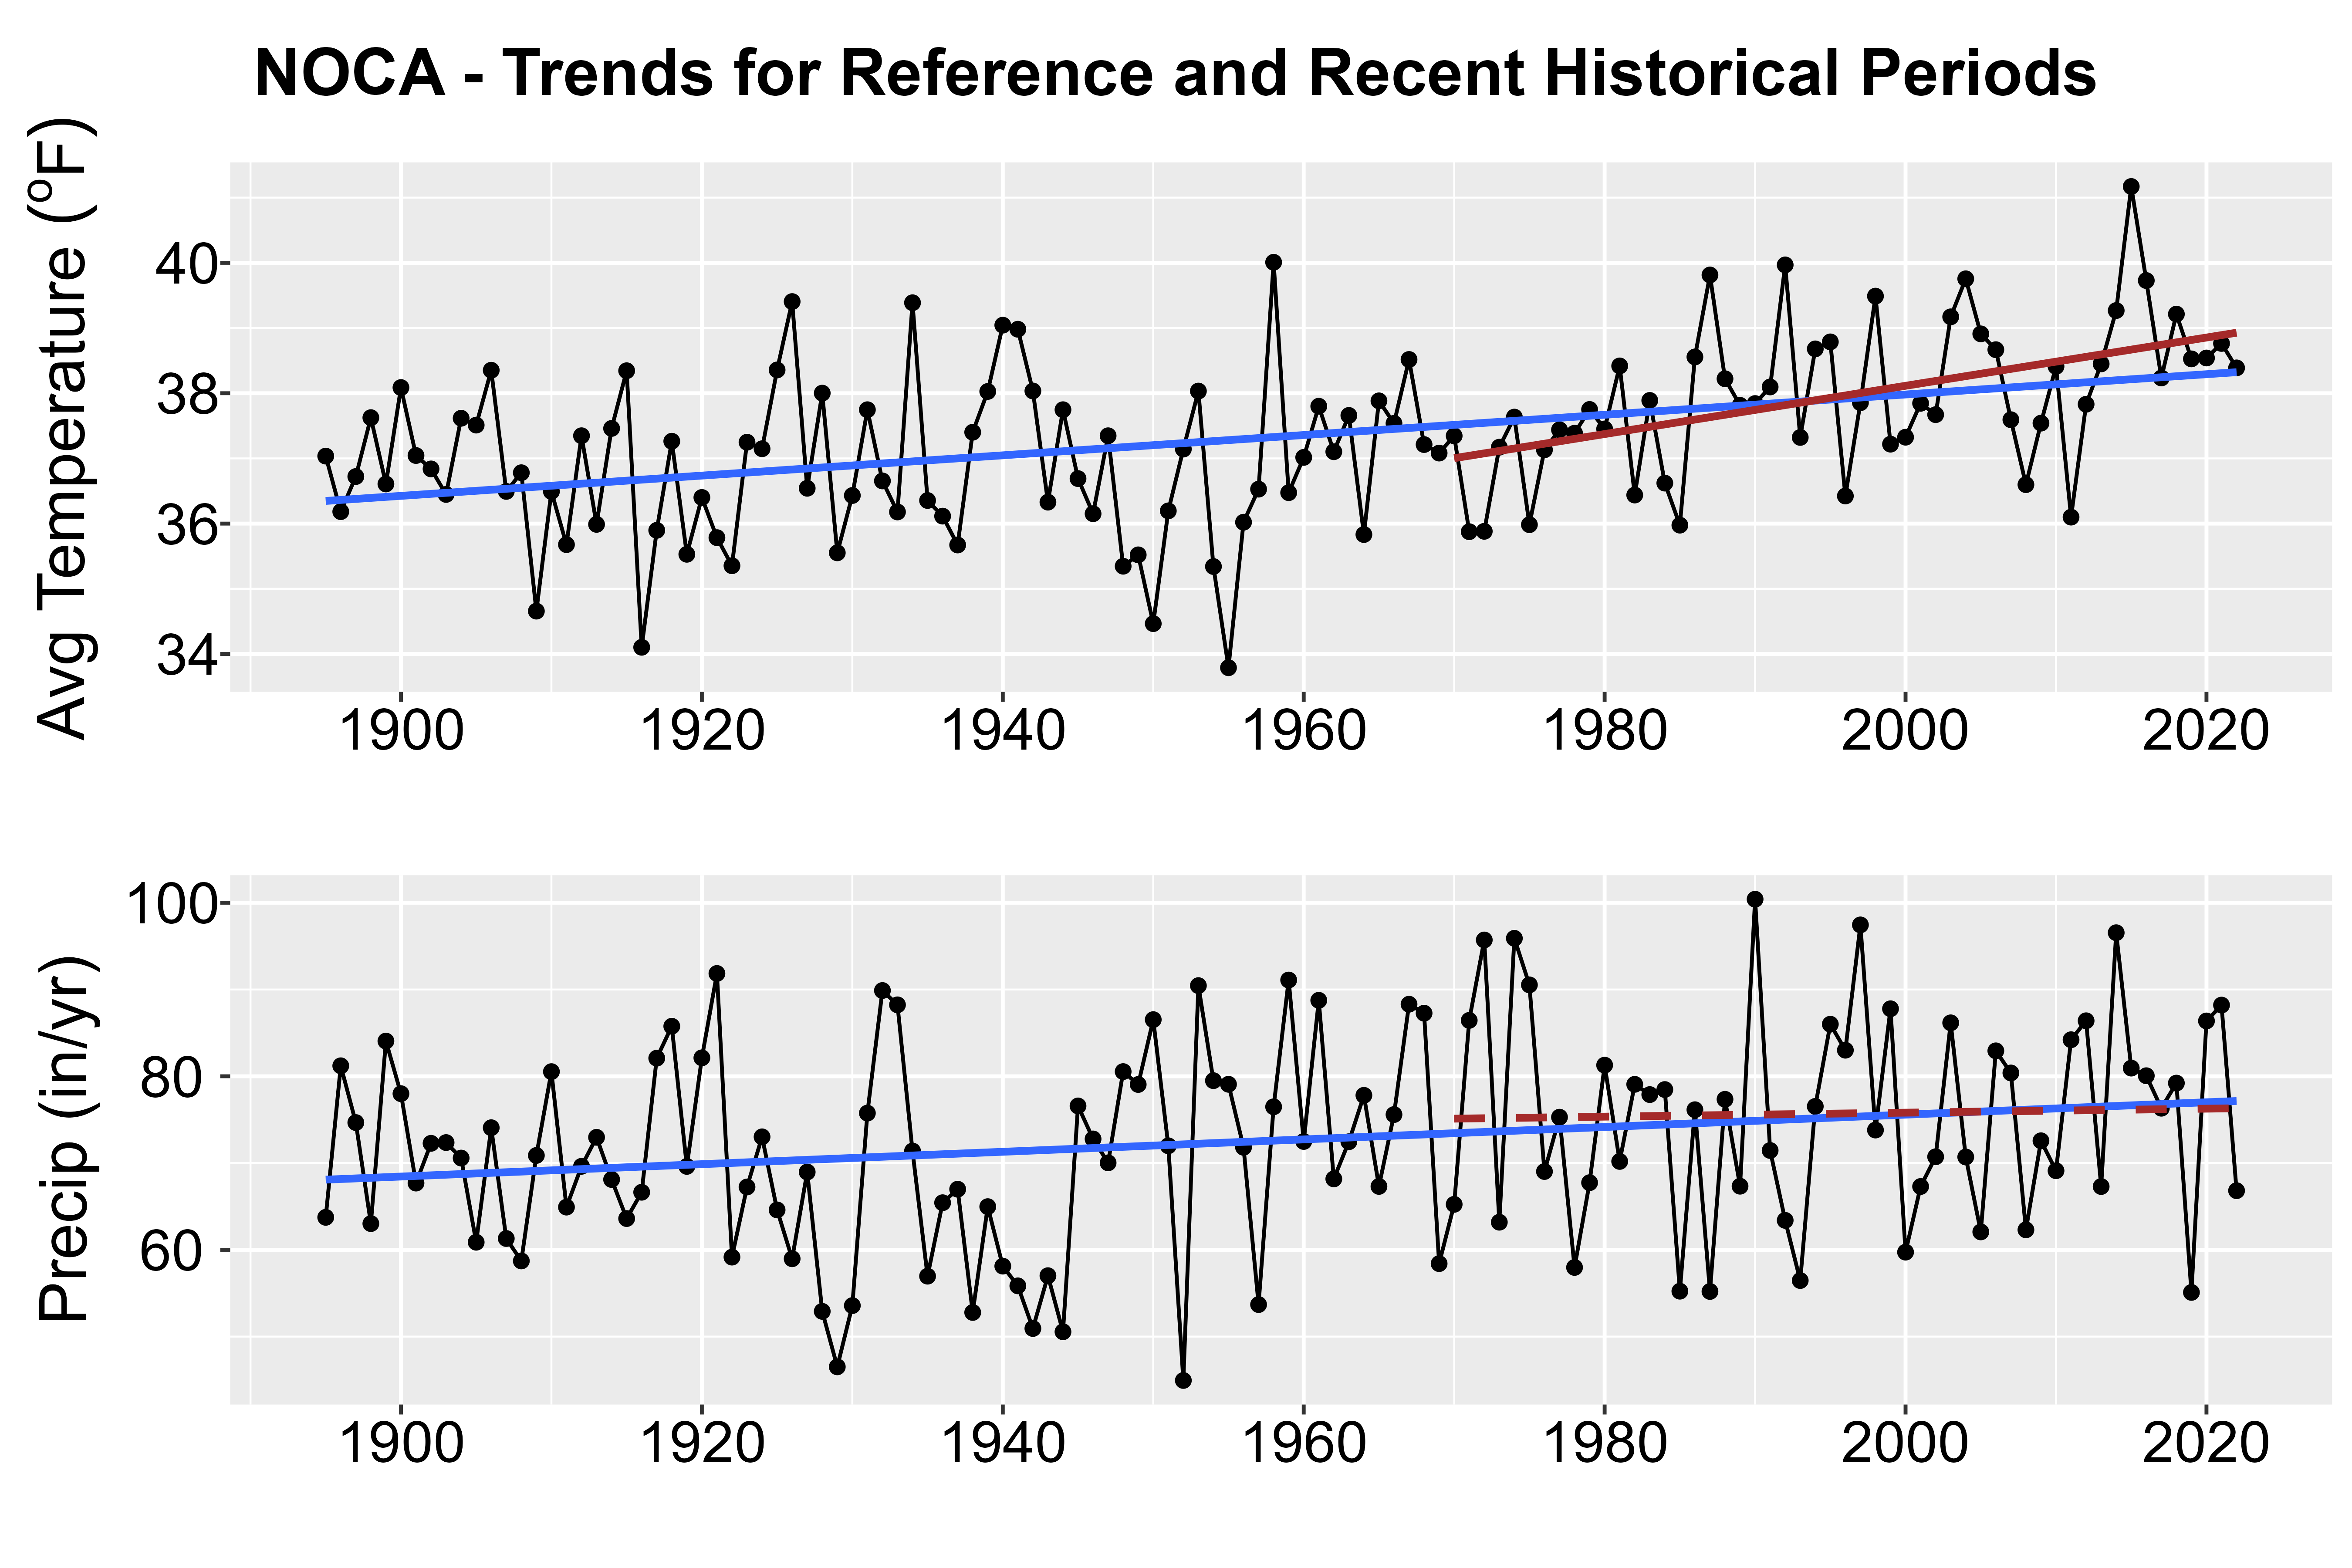 NOCA - Trends for Reference and Recent Historical Periods
Avg Temperature (ºF)
40
38
36
34
1900 1920 1940 1960 1980 2000 2020
Precip (in/yr)
100
80
60
1900 1920 1940 1960 1980 2000 2020